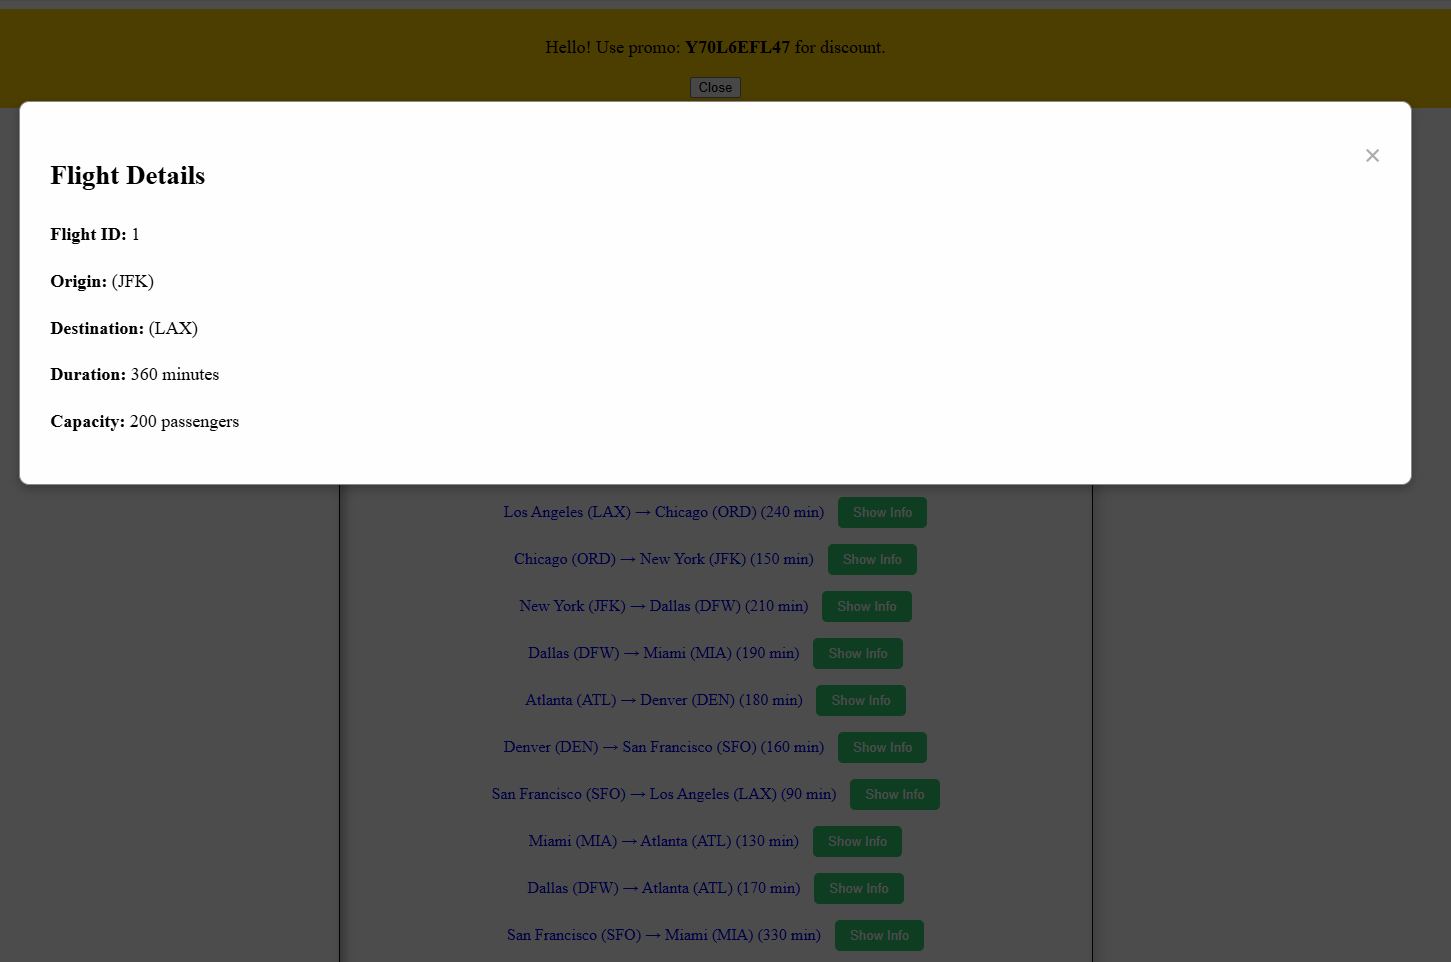 Hello! Use promo: Y70L6EFL47 for discount.
Close
×
Flight Details
Flight ID: 1
Origin: (JFK)
Destination: (LAX)
Duration: 360 minutes
Capacity: 200 passengers
Los Angeles (LAX) → Chicago (ORD) (240 min) Show Info
Chicago (ORD) → New York (JFK) (150 min) Show Info
New York (JFK) → Dallas (DFW) (210 min) Show Info
Dallas (DFW) → Miami (MIA) (190 min) Show Info
Atlanta (ATL) → Denver (DEN) (180 min) Show Info
Denver (DEN) → San Francisco (SFO) (160 min) Show Info
San Francisco (SFO) → Los Angeles (LAX) (90 min) Show Info
Miami (MIA) → Atlanta (ATL) (130 min) Show Info
Dallas (DFW) → Atlanta (ATL) (170 min) Show Info
San Francisco (SFO) → Miami (MIA) (330 min) Show Info